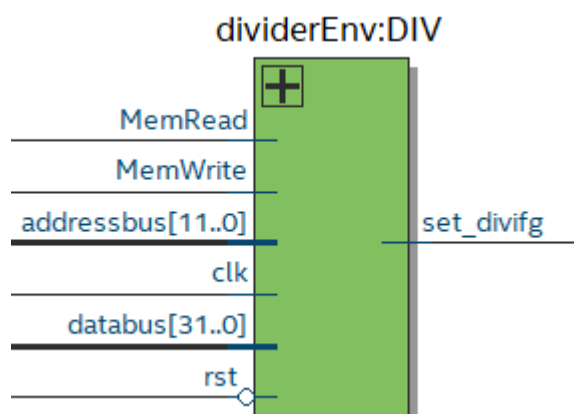 dividerEnv:DIV
MemRead
MemWrite
addressbus[11..0]
set_divifg
clk
databus[31..0]
rst